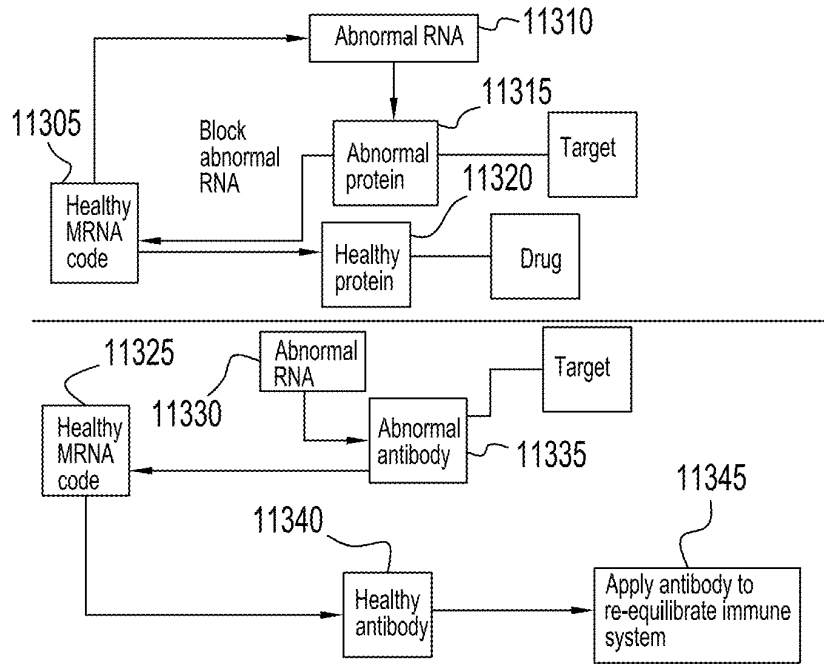 Abnormal RNA
11310
11315
11305
Block
abnormal
RNA
Abnormal
protein
Target
11320
Healthy
MRNA
code
Healthy
protein
Drug
11325
Abnormal
RNA
11330
Target
Healthy
MRNA
code
Abnormal
antibody
11335
11340
11345
Healthy
antibody
Apply antibody to
re-equilibrate immune
system